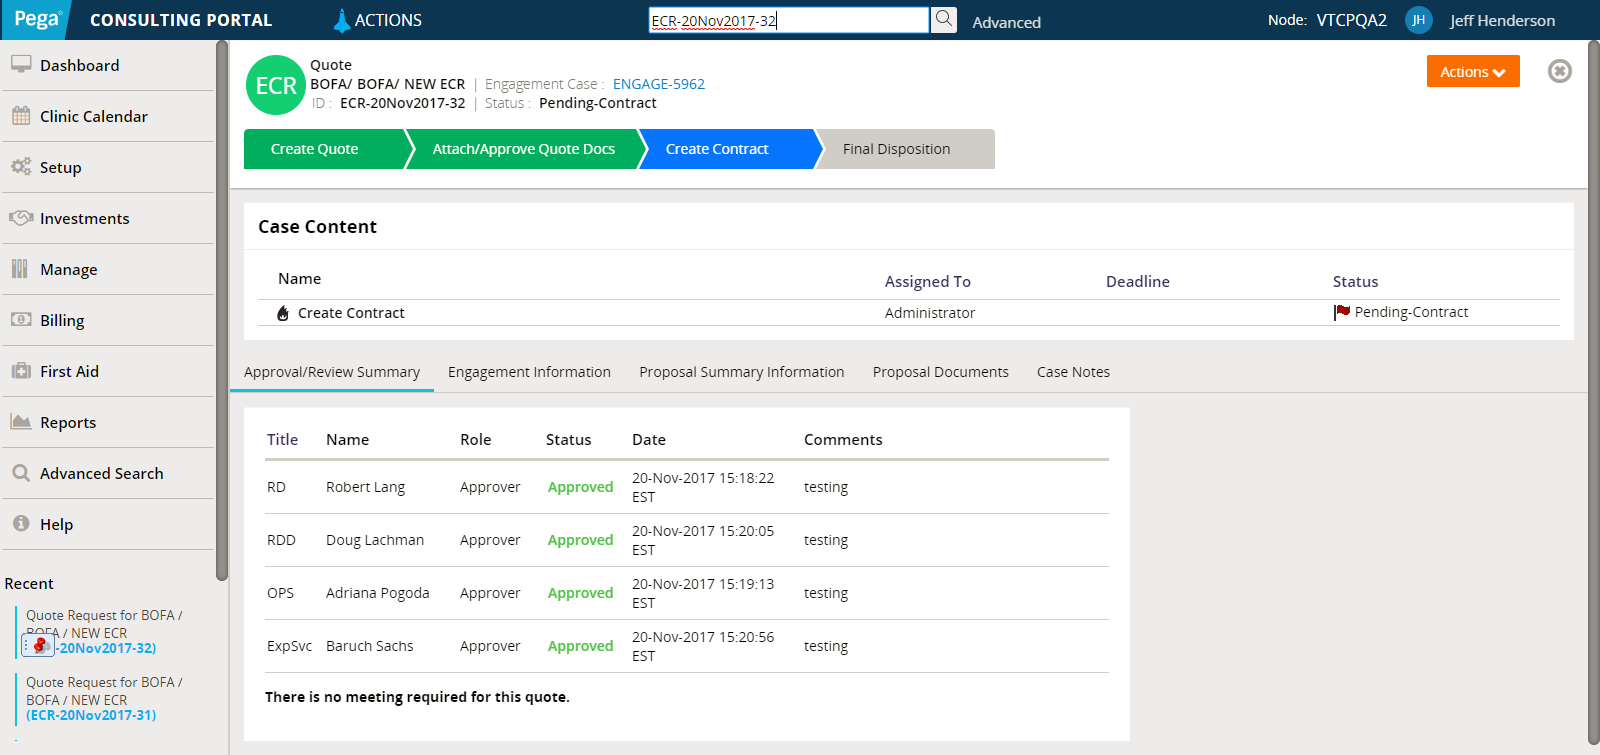 Pega CONSULTING PORTAL ACTIONS ECR-20Nov2017-32 Advanced Node: VTCPQA2 JH Jeff Henderson
Dashboard
Clinic Calendar
Setup
Investments
Manage
Billing
First Aid
Reports
Advanced Search
Help
Recent
Quote Request for BOFA /
BOFA / NEW ECR
-20Nov2017-32)
Quote Request for BOFA /
BOFA / NEW ECR
(ECR-20Nov2017-31)
ECR
Quote
BOFA/ BOFA/ NEW ECR | Engagement Case : ENGAGE-5962
ID : ECR-20Nov2017-32 | Status : Pending-Contract
Actions
Create Quote Attach/Approve Quote Docs Create Contract Final Disposition
Case Content
Name Assigned To Deadline Status
Create Contract Administrator Pending-Contract
Approval/Review Summary Engagement Information Proposal Summary Information Proposal Documents Case Notes
Title Name Role Status Date Comments
RD Robert Lang Approver Approved 20-Nov-2017 15:18:22 EST testing
RDD Doug Lachman Approver Approved 20-Nov-2017 15:20:05 EST testing
OPS Adriana Pogoda Approver Approved 20-Nov-2017 15:19:13 EST testing
ExpSvc Baruch Sachs Approver Approved 20-Nov-2017 15:20:56 EST testing
There is no meeting required for this quote.